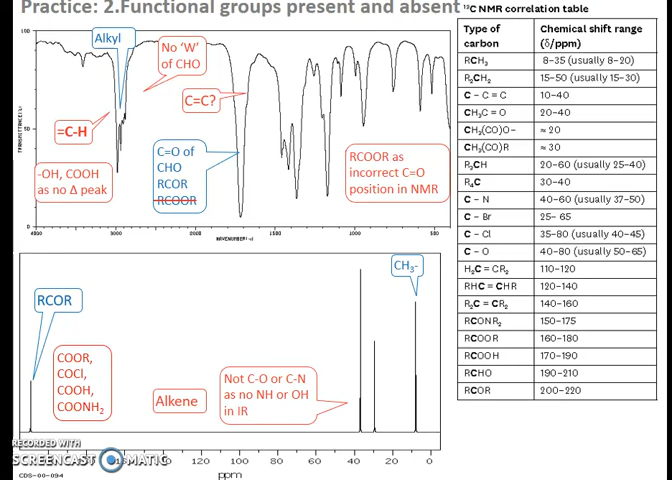 Practice: 2.Functional groups present and absent
¹³C NMR correlation table
Type of carbon
Chemical shift range (δ/ppm)
RCH₃ 8–35 (usually 8–20)
R₂CH₂ 15–50 (usually 15–30)
C – C = C 10–40
CH₃C = O 20–40
CH₃(CO)O– ≈ 20
CH₃(CO)R ≈ 30
R₃CH 20–60 (usually 25–40)
R₄C 30–40
C – N 40–60 (usually 37–50)
C – Br 25– 65
C – Cl 35–80 (usually 40–45)
C – O 40–80 (usually 50–65)
H₂C = CR₂ 110–120
RHC = CHR 120–140
R₂C = CR₂ 140–160
RCONR₂ 150–175
RCOOR 160–180
RCOOH 170–190
RCHO 190–210
RCOR 200–220
100
50
0
TRANSMITTANCE(%)
4000 3000 2000 1500 1000 500
WAVENUMBER(-1)
Alkyl
No ‘W’
of CHO
C=C?
=C-H
-OH, COOH
as no Δ peak
C=O of
CHO
RCOR
RCOOR
RCOOR as
incorrect C=O
position in NMR
CH₃-
RCOR
COOR,
COCl,
COOH,
COONH₂
Alkene
Not C-O or C-N
as no NH or OH
in IR
120 100 80 60 40 20 0
ppm
CDS-00-094
RECORDED WITH
SCREENCAST MATIC